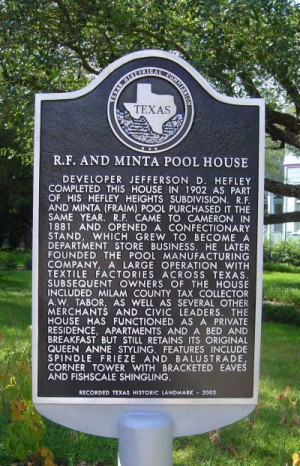 TEXAS HISTORICAL COMMISSION
TEXAS
R.F. AND MINTA POOL HOUSE
DEVELOPER JEFFERSON D. HEFLEY
COMPLETED THIS HOUSE IN 1902 AS PART
OF HIS HEFLEY HEIGHTS SUBDIVISION. R.F.
AND MINTA (FRAIM) POOL PURCHASED IT THE
SAME YEAR. R.F. CAME TO CAMERON IN
1881 AND OPENED A CONFECTIONARY
STAND, WHICH GREW TO BECOME A
DEPARTMENT STORE BUSINESS. HE LATER
FOUNDED THE POOL MANUFACTURING
COMPANY, A LARGE OPERATION WITH
TEXTILE FACTORIES ACROSS TEXAS.
SUBSEQUENT OWNERS OF THE HOUSE
INCLUDED MILAM COUNTY TAX COLLECTOR
A.W. TABOR, AS WELL AS SEVERAL OTHER
MERCHANTS AND CIVIC LEADERS. THE
HOUSE HAS FUNCTIONED AS A PRIVATE
RESIDENCE, APARTMENTS AND A BED AND
BREAKFAST BUT STILL RETAINS ITS ORIGINAL
QUEEN ANNE STYLING. FEATURES INCLUDE
SPINDLE FRIEZE AND BALUSTRADE,
CORNER TOWER WITH BRACKETED EAVES
AND FISHSCALE SHINGLING.
RECORDED TEXAS HISTORIC LANDMARK - 2002